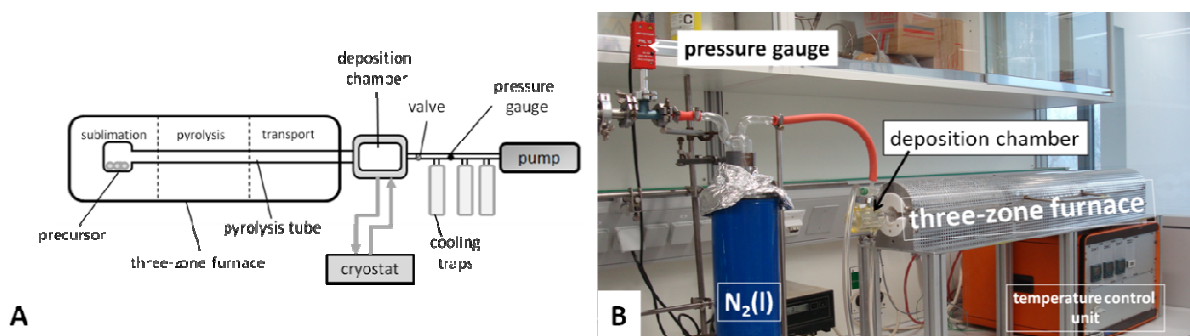 deposition
chamber
pressure
gauge
valve
sublimation
pyrolysis
transport
pump
precursor
pyrolysis tube
three-zone furnace
cooling
traps
cryostat
A
pressure gauge
deposition chamber
three-zone furnace
N₂(l)
temperature control
unit
B